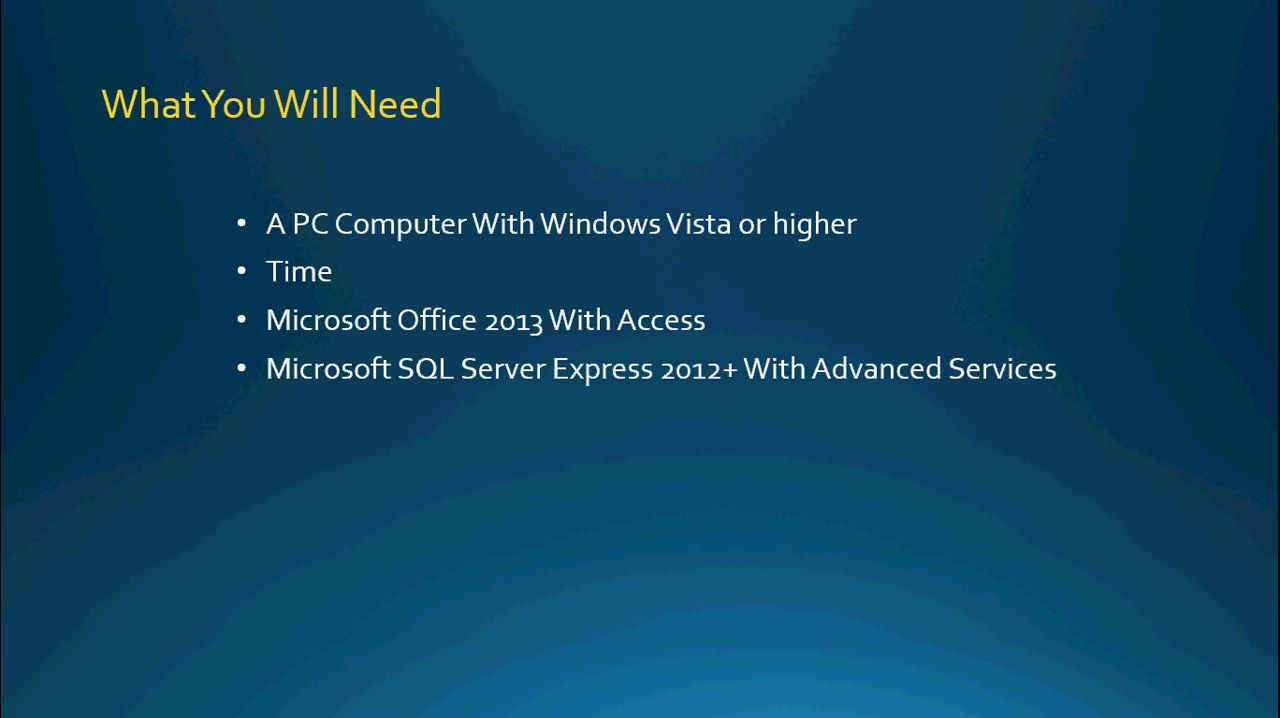 What You Will Need
• A PC Computer With Windows Vista or higher
• Time
• Microsoft Office 2013 With Access
• Microsoft SQL Server Express 2012+ With Advanced Services